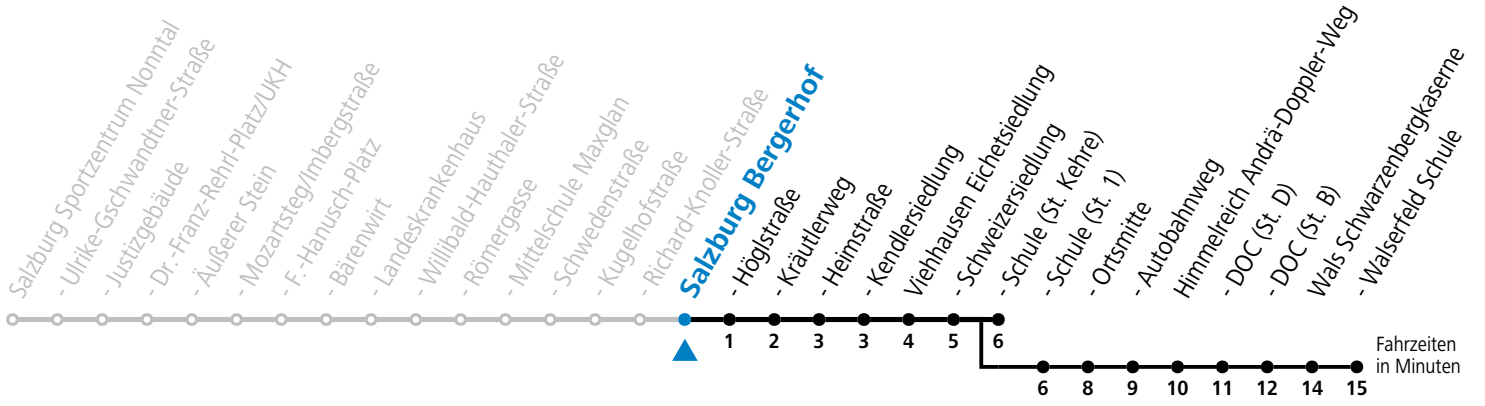 Salzburg Sportzentrum Nonntal
- Ulrike-Gschwandtner-Straße
- Justizgebäude
- Dr.-Franz-Rehrl-Platz/UKH
- Äußerer Stein
- Mozartsteg/Imbergstraße
- F.-Hanusch-Platz
- Bärenwirt
- Landeskrankenhaus
- Willibald-Hauthaler-Straße
- Römergasse
- Mittelschule Maxglan
- Schwedenstraße
- Kugelhofstraße
- Richard-Knoller-Straße
Salzburg Bergerhof
- Höglstraße
- Kräutlerweg
- Heimstraße
- Kendlersiedlung
Viehhausen Eichetsiedlung
- Schweizersiedlung
- Schule (St. Kehre)
- Schule (St. 1)
- Ortsmitte
- Autobahnweg
Himmelreich Andrä-Doppler-Weg
- DOC (St. D)
- DOC (St. B)
Wals Schwarzenbergkaserne
- Walserfeld Schule
1 2 3 3 4 5 6
Fahrzeiten
in Minuten
6 8 9 10 11 12 14 15